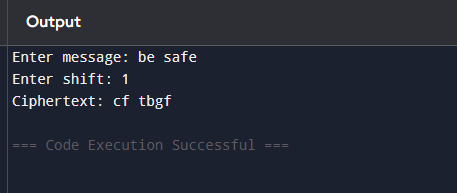 Output
Enter message: be safe
Enter shift: 1
Ciphertext: cf tbgf
=== Code Execution Successful ===